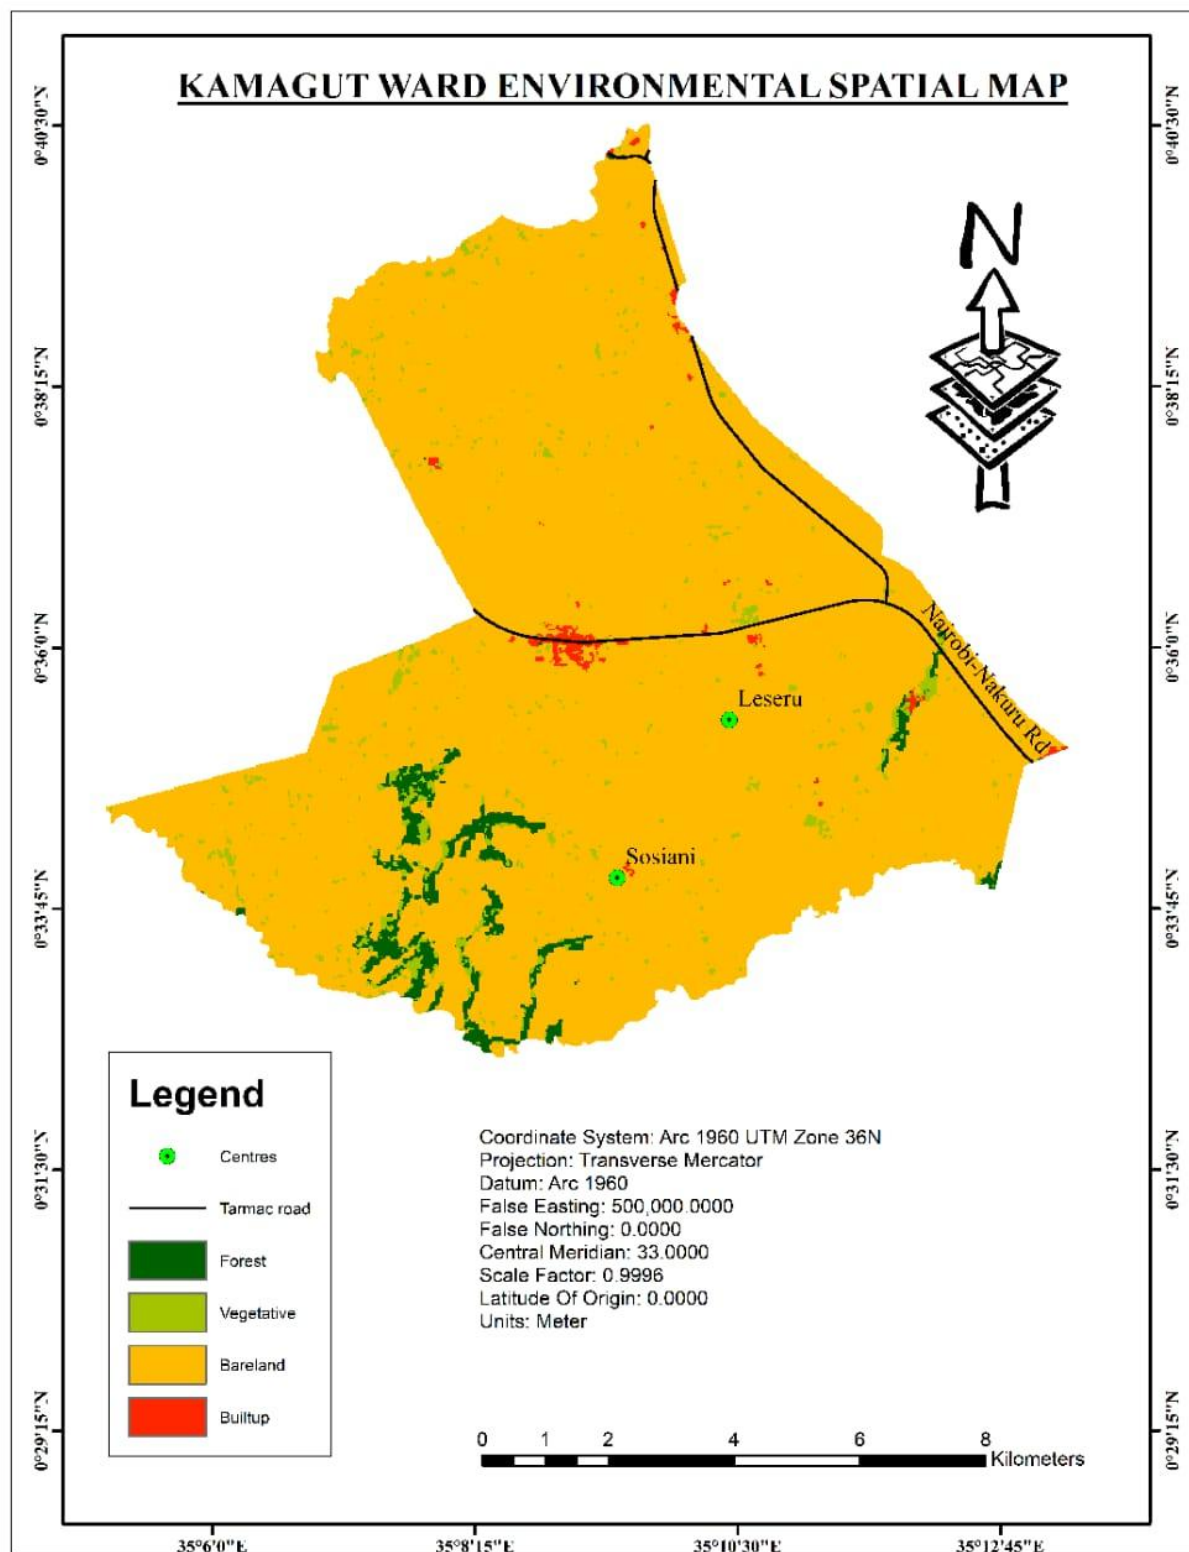 KAMAGUT WARD ENVIRONMENTAL SPATIAL MAP
N
0°40'30"N
0°40'30"N
0°38'15"N
0°38'15"N
0°36'0"N
0°36'0"N
Nairobi-Nakuru Rd
Leseru
Sosiani
0°33'45"N
0°33'45"N
Legend
Centres
Tarmac road
Forest
Vegetative
Bareland
Builtup
Coordinate System: Arc 1960 UTM Zone 36N
Projection: Transverse Mercator
Datum: Arc 1960
False Easting: 500,000.0000
False Northing: 0.0000
Central Meridian: 33.0000
Scale Factor: 0.9996
Latitude Of Origin: 0.0000
Units: Meter
0°31'30"N
0°31'30"N
0°29'15"N
0°29'15"N
0 1 2 4 6 8
Kilometers
35°6'0"E 35°8'15"E 35°10'30"E 35°12'45"E